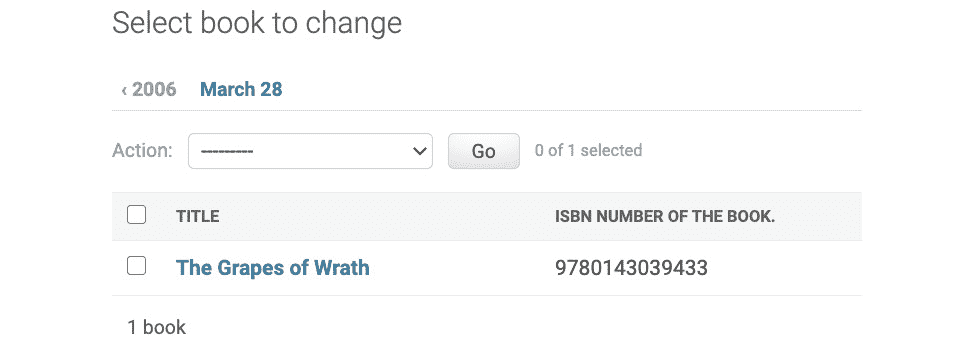 Select book to change
‹ 2006 March 28
Action: --------- Go 0 of 1 selected
TITLE ISBN NUMBER OF THE BOOK.
The Grapes of Wrath 9780143039433
1 book